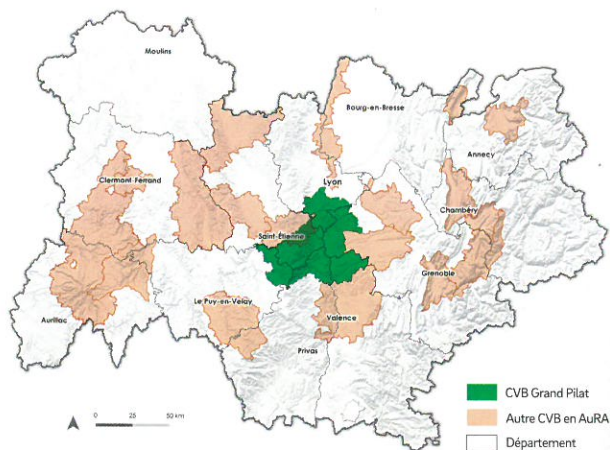 Moulins
Bourg-en-Bresse
Annecy
Clermont-Ferrand
Lyon
Chambéry
Saint-Étienne
Grenoble
Le Puy-en-Velay
Aurillac
Valence
Privas
0 25 50 km
CVB Grand Pilat
Autre CVB en AuRA
Département